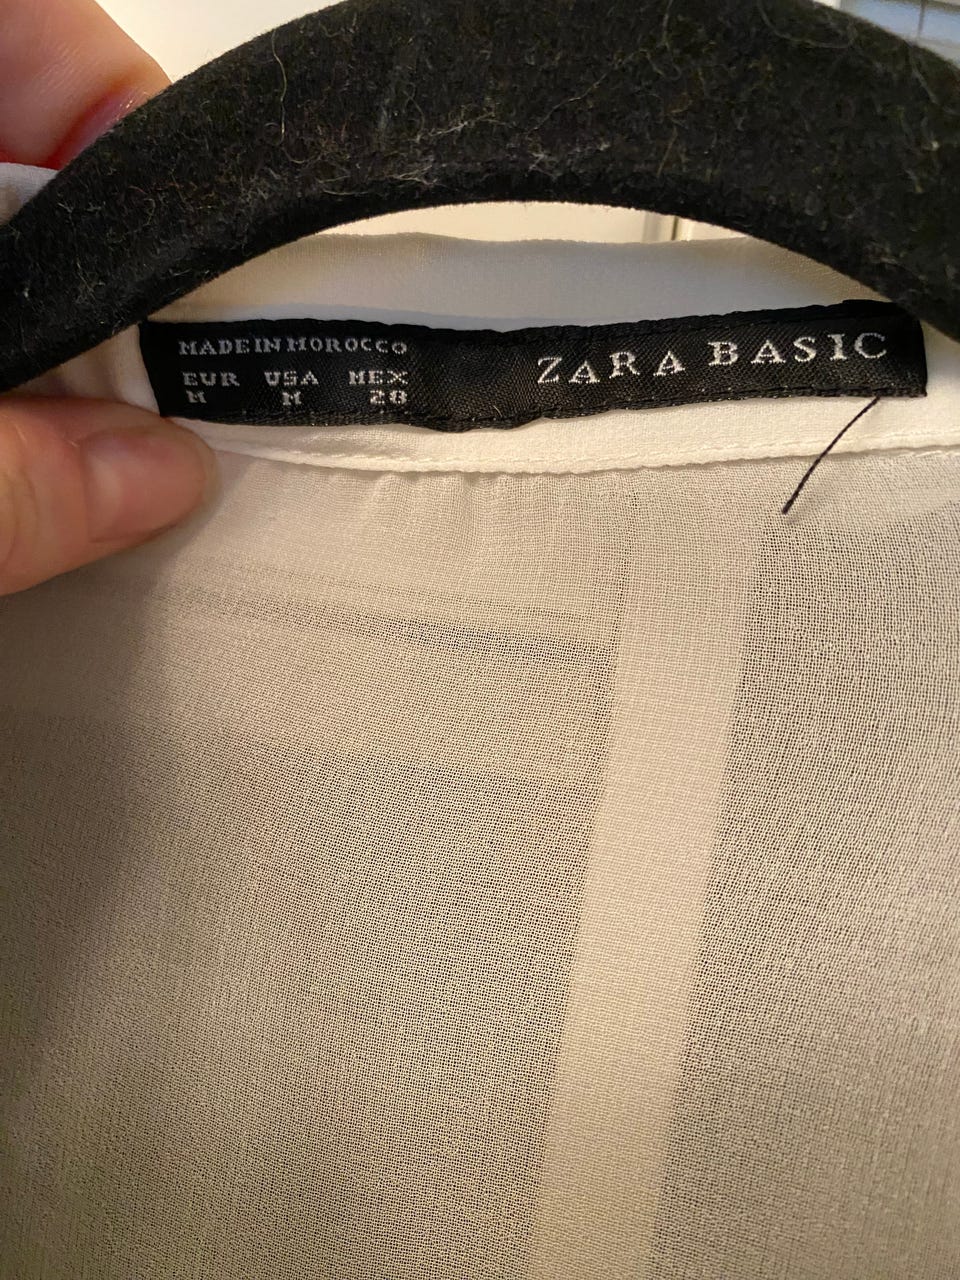 MADE IN MOROCCO
EUR USA MEX
M M 28
ZARA BASIC